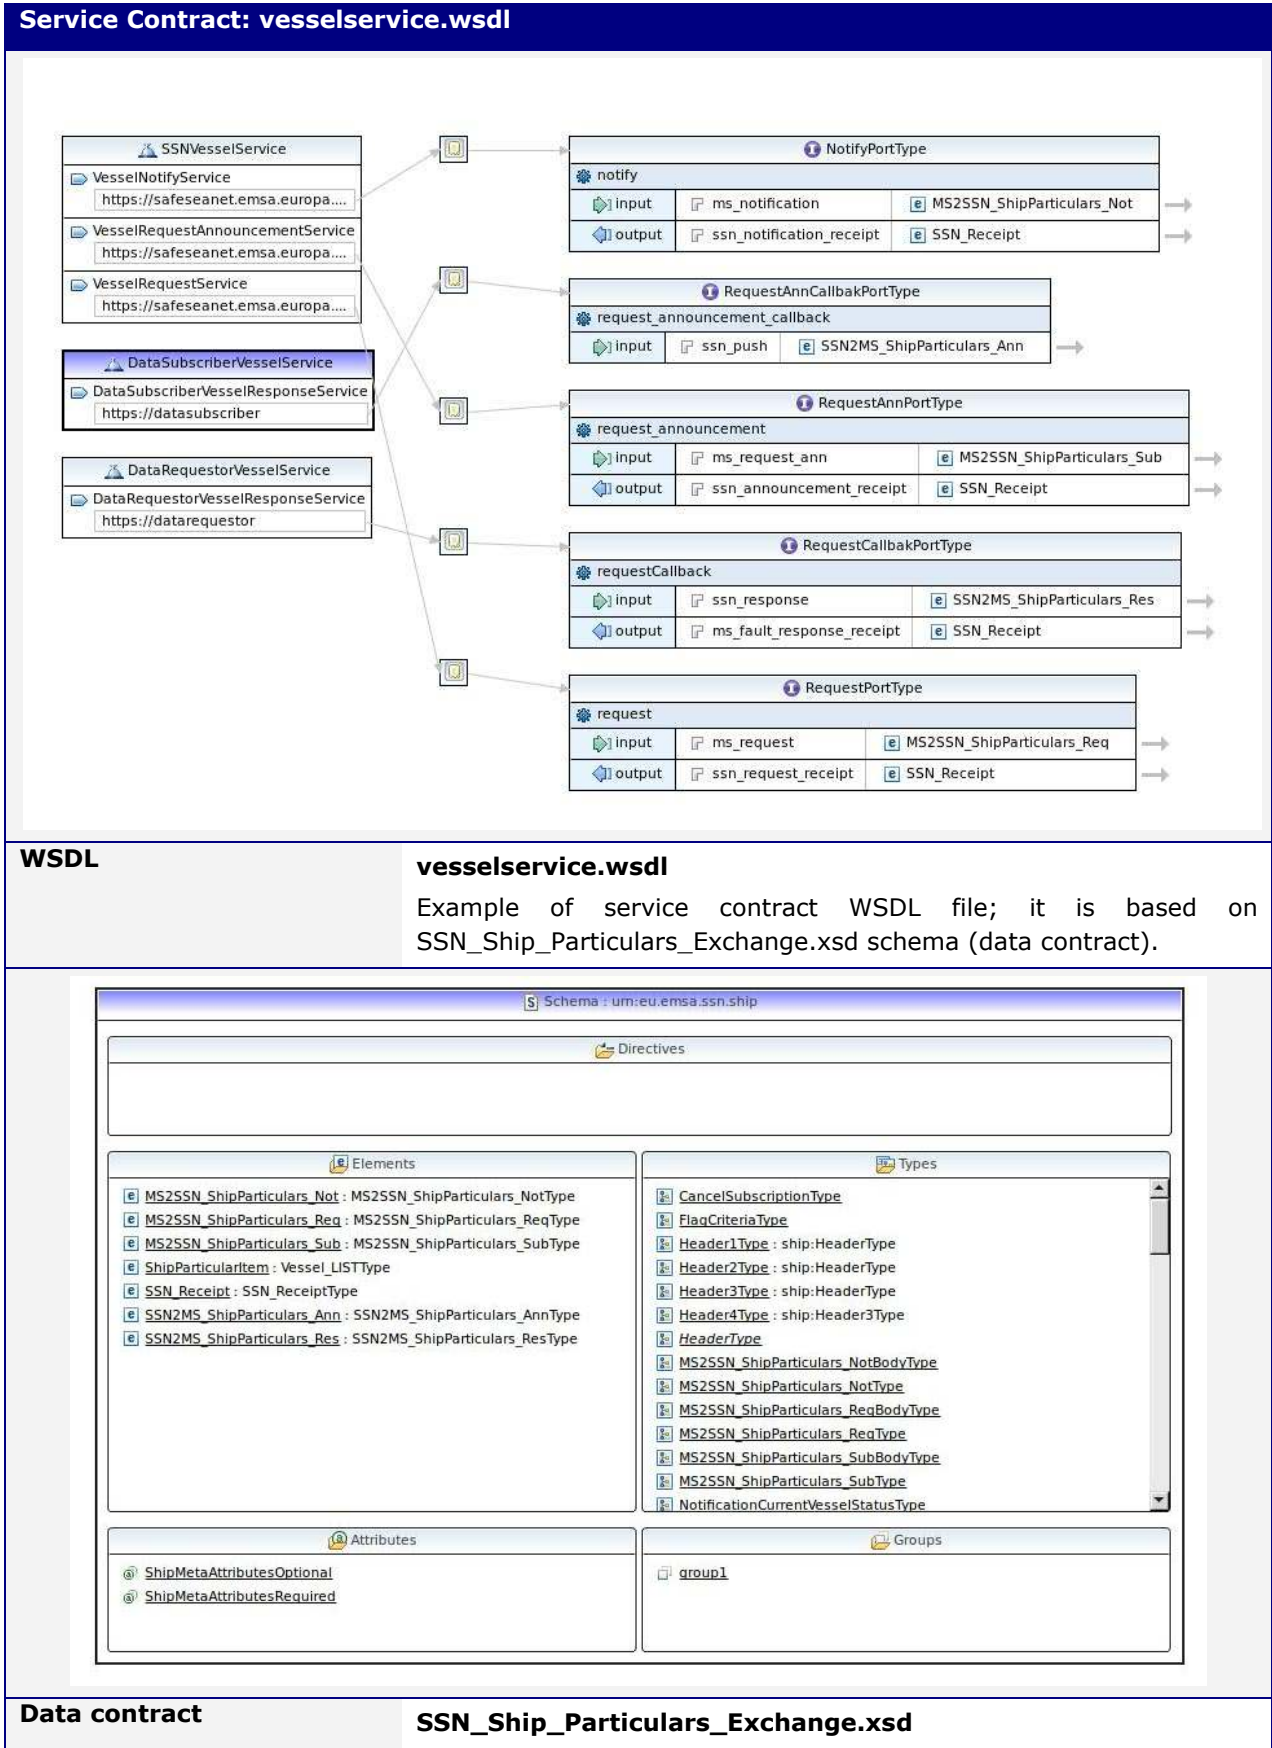 Service Contract: vesselservice.wsdl
SSNVesselService
VesselNotifyService
https://safeseanet.emsa.europa....
VesselRequestAnnouncementService
https://safeseanet.emsa.europa....
VesselRequestService
https://safeseanet.emsa.europa....
DataSubscriberVesselService
DataSubscriberVesselResponseService
https://datasubscriber
DataRequestorVesselService
DataRequestorVesselResponseService
https://datarequestor
NotifyPortType
notify
input ms_notification MS2SSN_ShipParticulars_Not
output ssn_notification_receipt SSN_Receipt
RequestAnnCallbakPortType
request_announcement_callback
input ssn_push SSN2MS_ShipParticulars_Ann
RequestAnnPortType
request_announcement
input ms_request_ann MS2SSN_ShipParticulars_Sub
output ssn_announcement_receipt SSN_Receipt
RequestCallbakPortType
requestCallback
input ssn_response SSN2MS_ShipParticulars_Res
output ms_fault_response_receipt SSN_Receipt
RequestPortType
request
input ms_request MS2SSN_ShipParticulars_Req
output ssn_request_receipt SSN_Receipt
WSDL
vesselservice.wsdl
Example of service contract WSDL file; it is based on
SSN_Ship_Particulars_Exchange.xsd schema (data contract).
Schema : urn:eu.emsa.ssn.ship
Directives
Elements
MS2SSN_ShipParticulars_Not : MS2SSN_ShipParticulars_NotType
MS2SSN_ShipParticulars_Req : MS2SSN_ShipParticulars_ReqType
MS2SSN_ShipParticulars_Sub : MS2SSN_ShipParticulars_SubType
ShipParticularItem : Vessel_LISTType
SSN_Receipt : SSN_ReceiptType
SSN2MS_ShipParticulars_Ann : SSN2MS_ShipParticulars_AnnType
SSN2MS_ShipParticulars_Res : SSN2MS_ShipParticulars_ResType
Types
CancelSubscriptionType
FlagCriteriaType
Header1Type : ship:HeaderType
Header2Type : ship:HeaderType
Header3Type : ship:HeaderType
Header4Type : ship:Header3Type
HeaderType
MS2SSN_ShipParticulars_NotBodyType
MS2SSN_ShipParticulars_NotType
MS2SSN_ShipParticulars_ReqBodyType
MS2SSN_ShipParticulars_ReqType
MS2SSN_ShipParticulars_SubBodyType
MS2SSN_ShipParticulars_SubType
NotificationCurrentVesselStatusType
Attributes
ShipMetaAttributesOptional
ShipMetaAttributesRequired
Groups
group1
Data contract
SSN_Ship_Particulars_Exchange.xsd